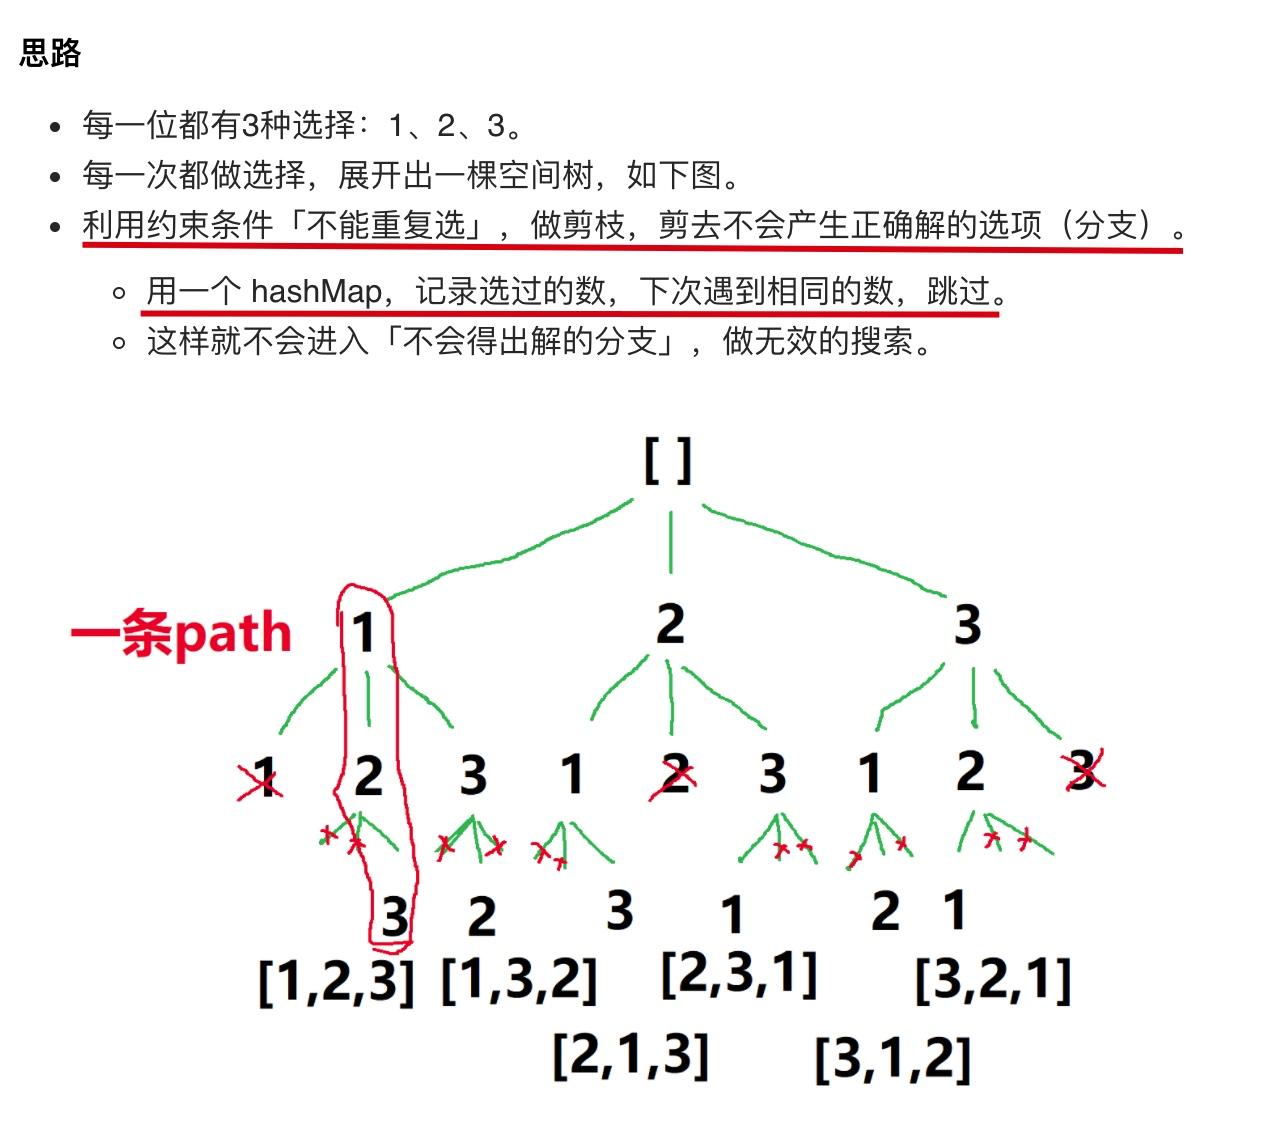 思路
每一位都有3种选择：1、2、3。
每一次都做选择，展开出一棵空间树，如下图。
利用约束条件「不能重复选」，做剪枝，剪去不会产生正确解的选项（分支）。
用一个 hashMap，记录选过的数，下次遇到相同的数，跳过。
这样就不会进入「不会得出解的分支」，做无效的搜索。
[ ]
一条path 1 2 3
1 2 3 1 2 3 1 2 3
3 2 3 1 2 1
[1,2,3] [1,3,2] [2,3,1] [3,2,1]
[2,1,3] [3,1,2]